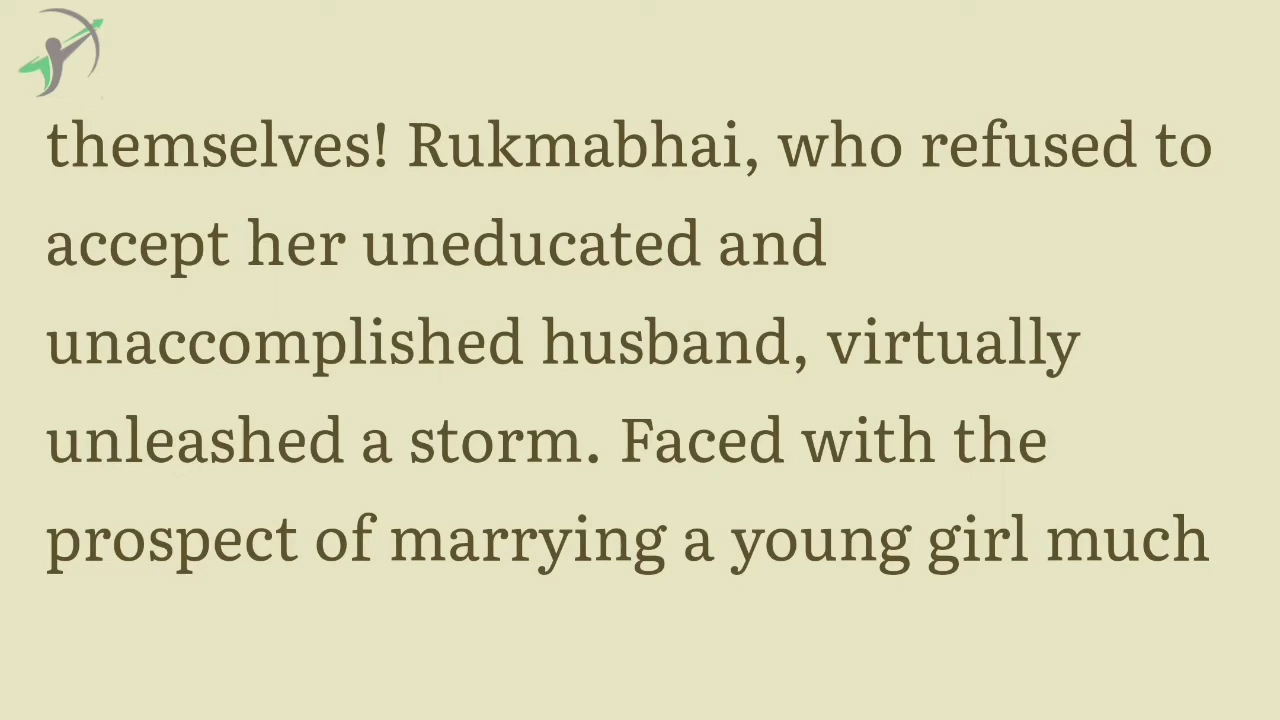 themselves! Rukmabhai, who refused to
accept her uneducated and
unaccomplished husband, virtually
unleashed a storm. Faced with the
prospect of marrying a young girl much